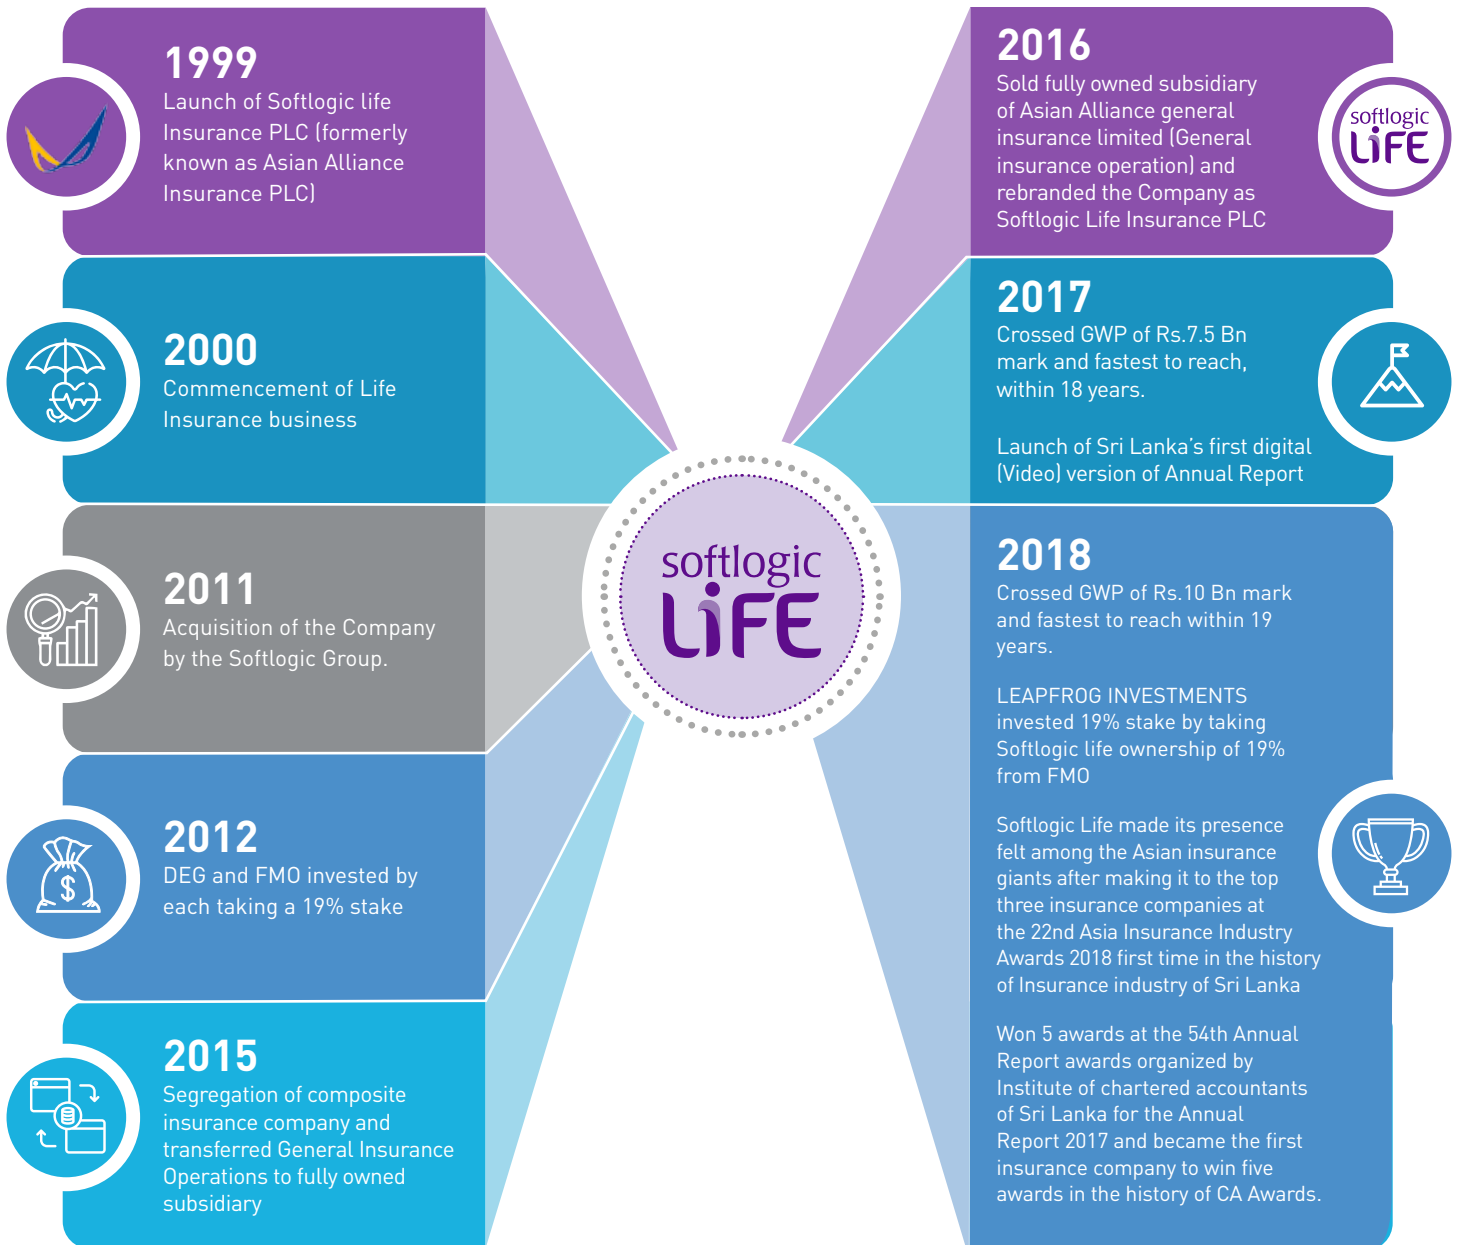 1999
Launch of Softlogic life
Insurance PLC (formerly
known as Asian Alliance
Insurance PLC)
2000
Commencement of Life
Insurance business
2011
Acquisition of the Company
by the Softlogic Group.
2012
DEG and FMO invested by
each taking a 19% stake
2015
Segregation of composite
insurance company and
transferred General Insurance
Operations to fully owned
subsidiary
softlogic
LiFE
2016
Sold fully owned subsidiary
of Asian Alliance general
insurance limited (General
insurance operation) and
rebranded the Company as
Softlogic Life Insurance PLC
softlogic
LiFE
2017
Crossed GWP of Rs.7.5 Bn
mark and fastest to reach,
within 18 years.
Launch of Sri Lanka’s first digital
(Video) version of Annual Report
2018
Crossed GWP of Rs.10 Bn mark
and fastest to reach within 19
years.
LEAPFROG INVESTMENTS
invested 19% stake by taking
Softlogic life ownership of 19%
from FMO
Softlogic Life made its presence
felt among the Asian insurance
giants after making it to the top
three insurance companies at
the 22nd Asia Insurance Industry
Awards 2018 first time in the history
of Insurance industry of Sri Lanka
Won 5 awards at the 54th Annual
Report awards organized by
Institute of chartered accountants
of Sri Lanka for the Annual
Report 2017 and became the first
insurance company to win five
awards in the history of CA Awards.
$